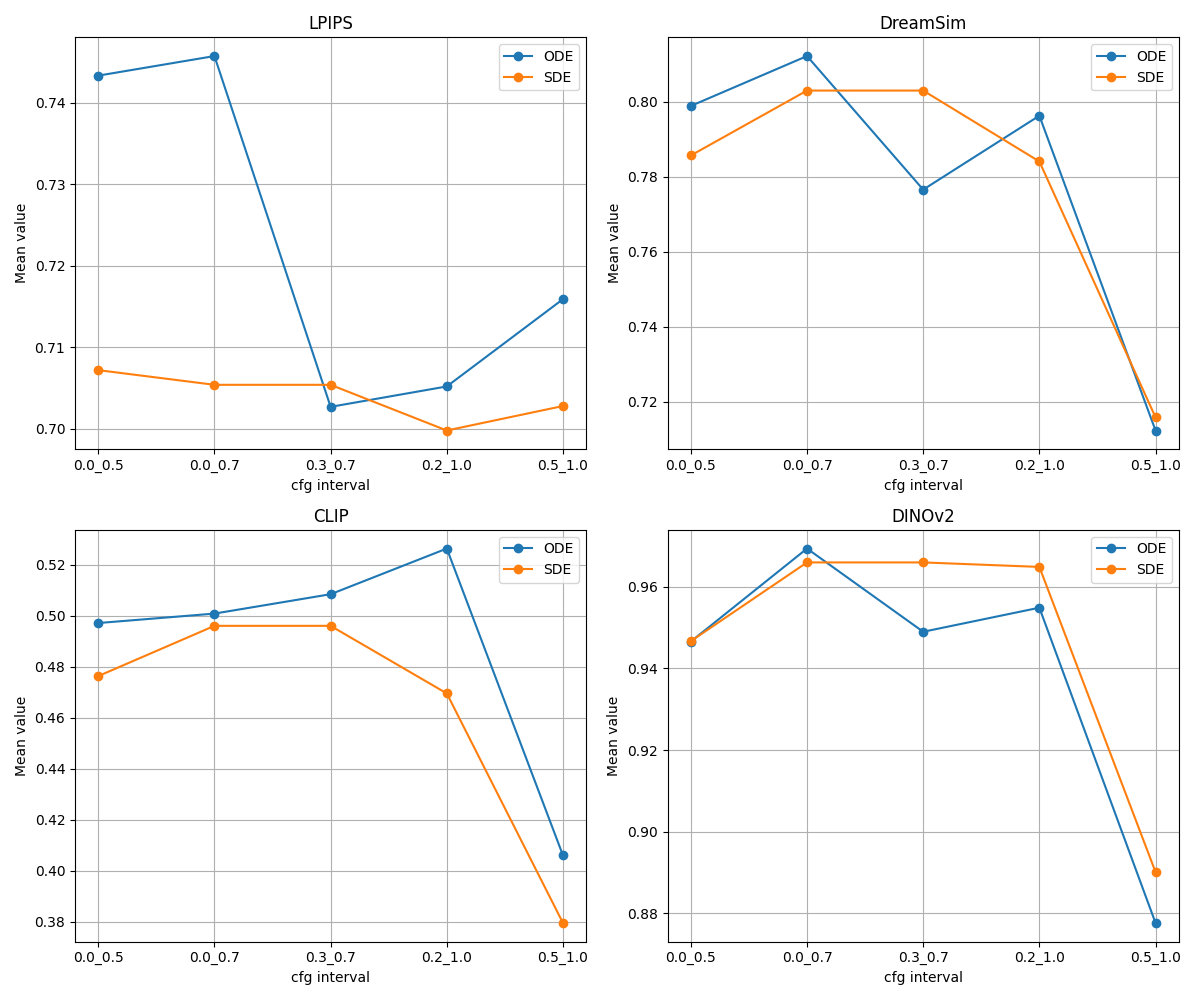 LPIPS
ODE
SDE
0.74
0.73
0.72
0.71
0.70
Mean value
0.0_0.5 0.0_0.7 0.3_0.7 0.2_1.0 0.5_1.0
cfg interval
DreamSim
ODE
SDE
0.80
0.78
0.76
0.74
0.72
Mean value
0.0_0.5 0.0_0.7 0.3_0.7 0.2_1.0 0.5_1.0
cfg interval
CLIP
ODE
SDE
0.52
0.50
0.48
0.46
0.44
0.42
0.40
0.38
Mean value
0.0_0.5 0.0_0.7 0.3_0.7 0.2_1.0 0.5_1.0
cfg interval
DINOv2
ODE
SDE
0.96
0.94
0.92
0.90
0.88
Mean value
0.0_0.5 0.0_0.7 0.3_0.7 0.2_1.0 0.5_1.0
cfg interval